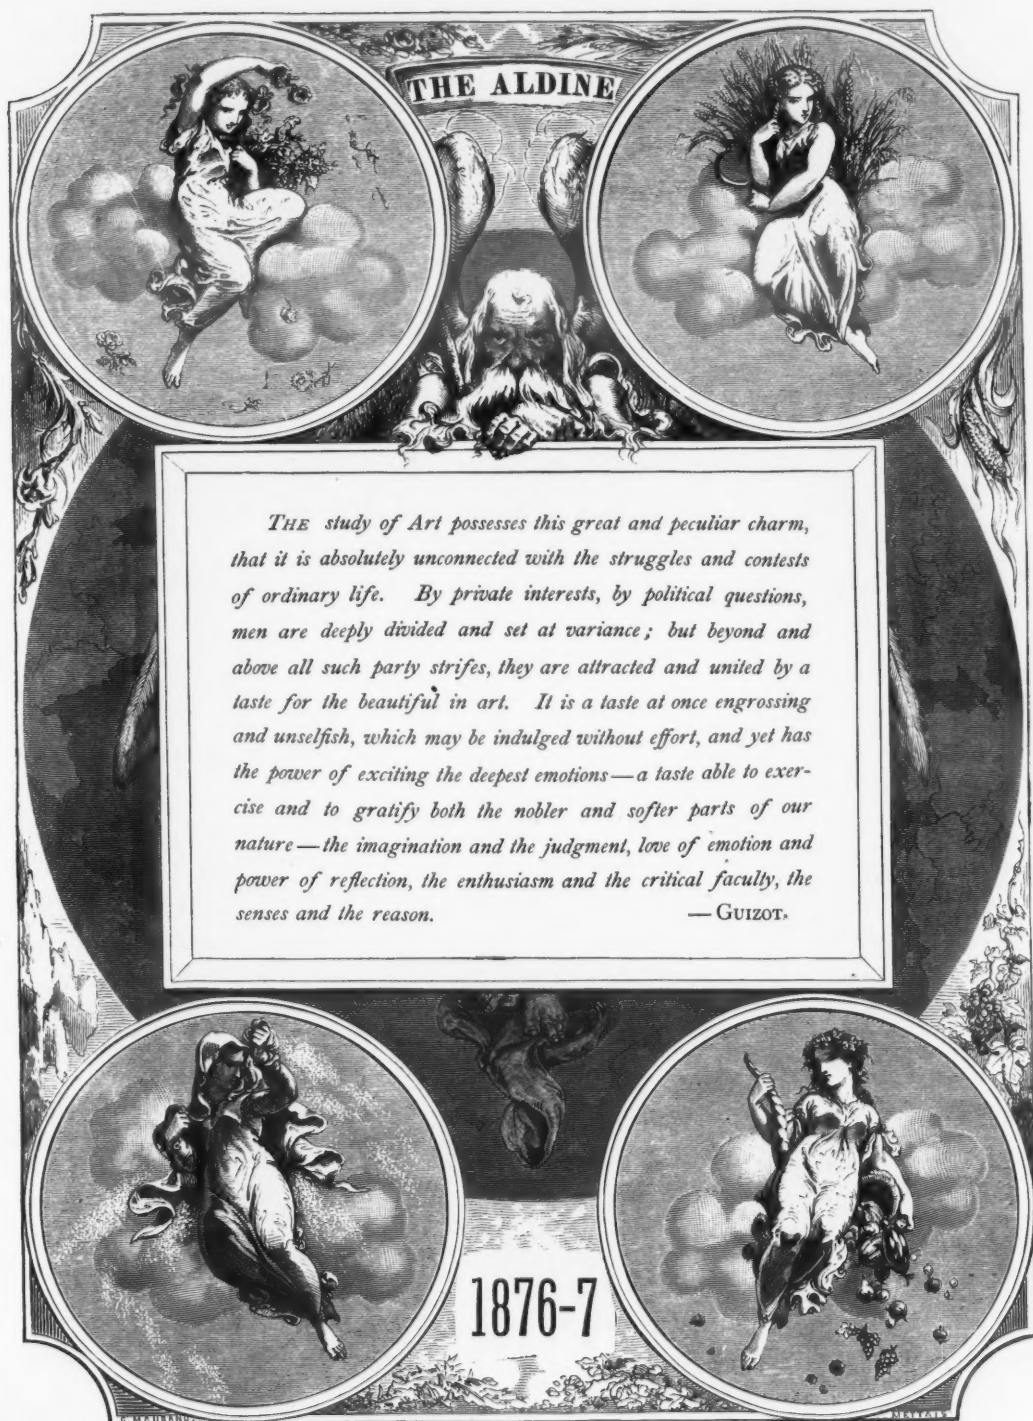 THE ALDINE
THE study of Art possesses this great and peculiar charm,
that it is absolutely unconnected with the struggles and contests
of ordinary life. By private interests, by political questions,
men are deeply divided and set at variance; but beyond and
above all such party strifes, they are attracted and united by a
taste for the beautiful in art. It is a taste at once engrossing
and unselfish, which may be indulged without effort, and yet has
the power of exciting the deepest emotions—a taste able to exer-
cise and to gratify both the nobler and softer parts of our
nature—the imagination and the judgment, love of emotion and
power of reflection, the enthusiasm and the critical faculty, the
senses and the reason. —GUIZOT.
1876-7
METTAIS